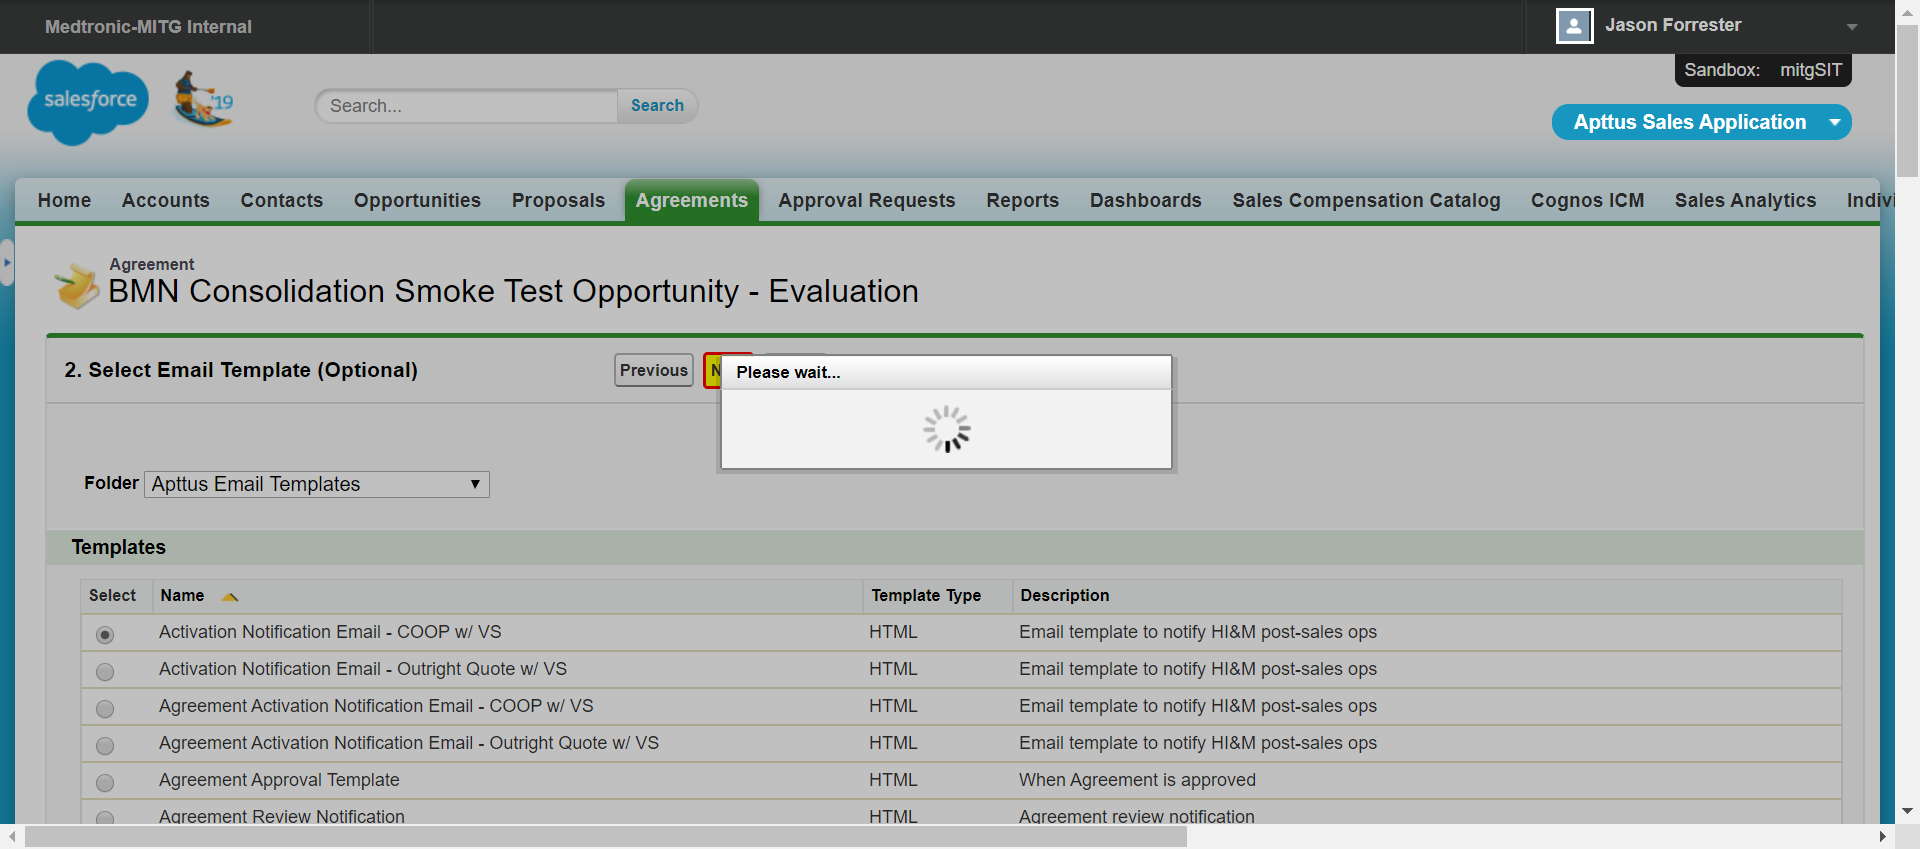 Medtronic-MITG Internal
Jason Forrester
Sandbox: mitgSIT
salesforce
'19
Search...
Search
Apttus Sales Application
Home Accounts Contacts Opportunities Proposals Agreements Approval Requests Reports Dashboards Sales Compensation Catalog Cognos ICM Sales Analytics
Agreement
BMN Consolidation Smoke Test Opportunity - Evaluation
2. Select Email Template (Optional)
Previous
Please wait...
Folder Apttus Email Templates
Templates
Select Name Template Type Description
Activation Notification Email - COOP w/ VS HTML Email template to notify HI&M post-sales ops
Activation Notification Email - Outright Quote w/ VS HTML Email template to notify HI&M post-sales ops
Agreement Activation Notification Email - COOP w/ VS HTML Email template to notify HI&M post-sales ops
Agreement Activation Notification Email - Outright Quote w/ VS HTML Email template to notify HI&M post-sales ops
Agreement Approval Template HTML When Agreement is approved
Agreement Review Notification HTML Agreement review notification